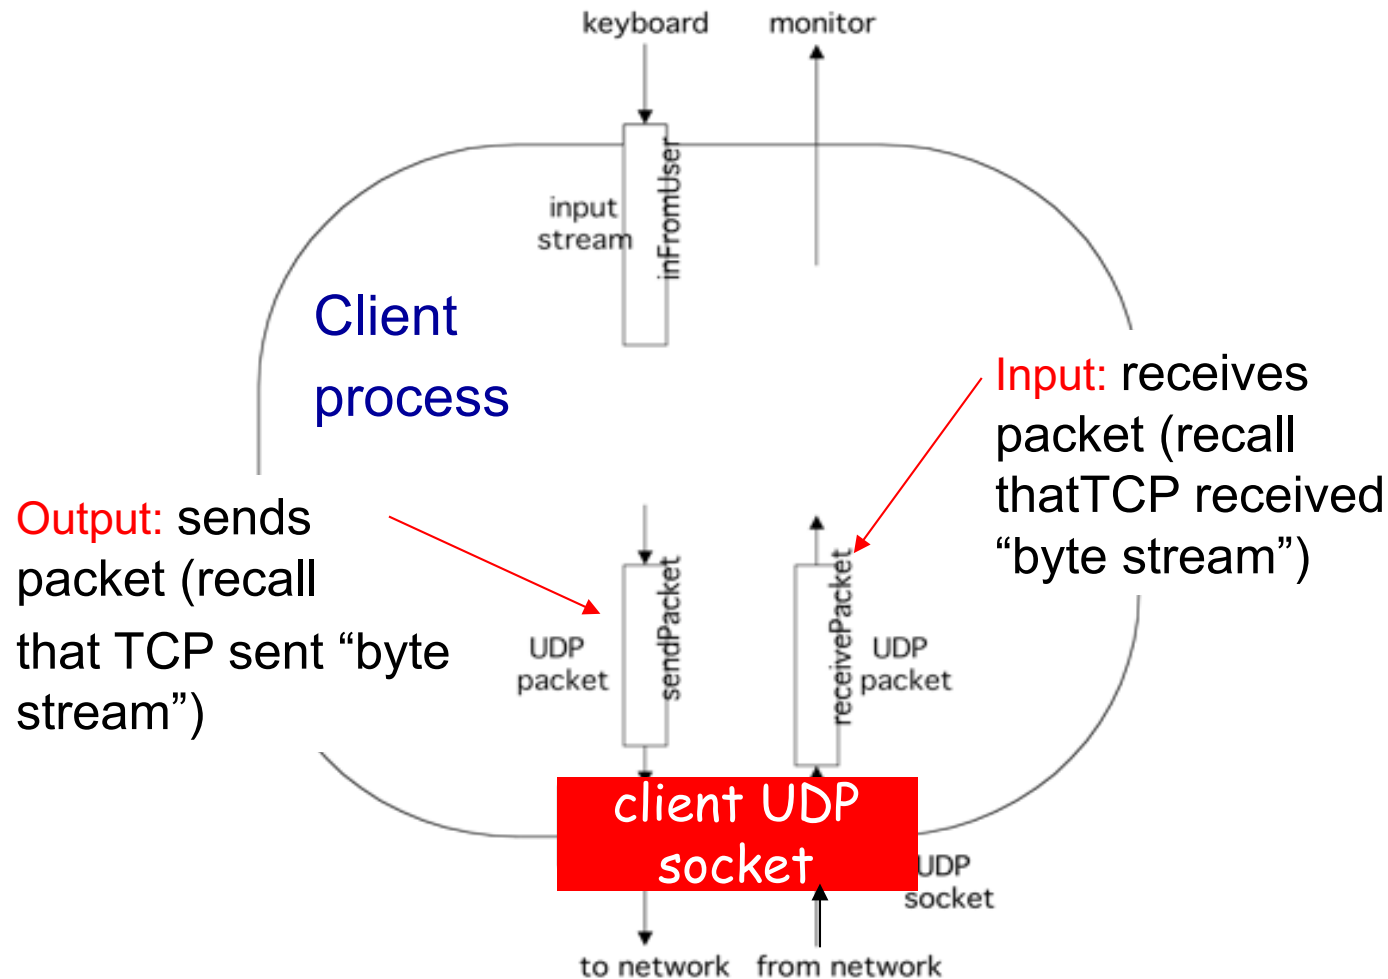 keyboard
monitor
input
stream
inFromUser
Client
process
Input: receives
packet (recall
thatTCP received
“byte stream”)
Output: sends
packet (recall
that TCP sent “byte
stream”)
UDP
packet
sendPacket
receivePacket
UDP
packet
client UDP
socket
UDP
socket
to network
from network